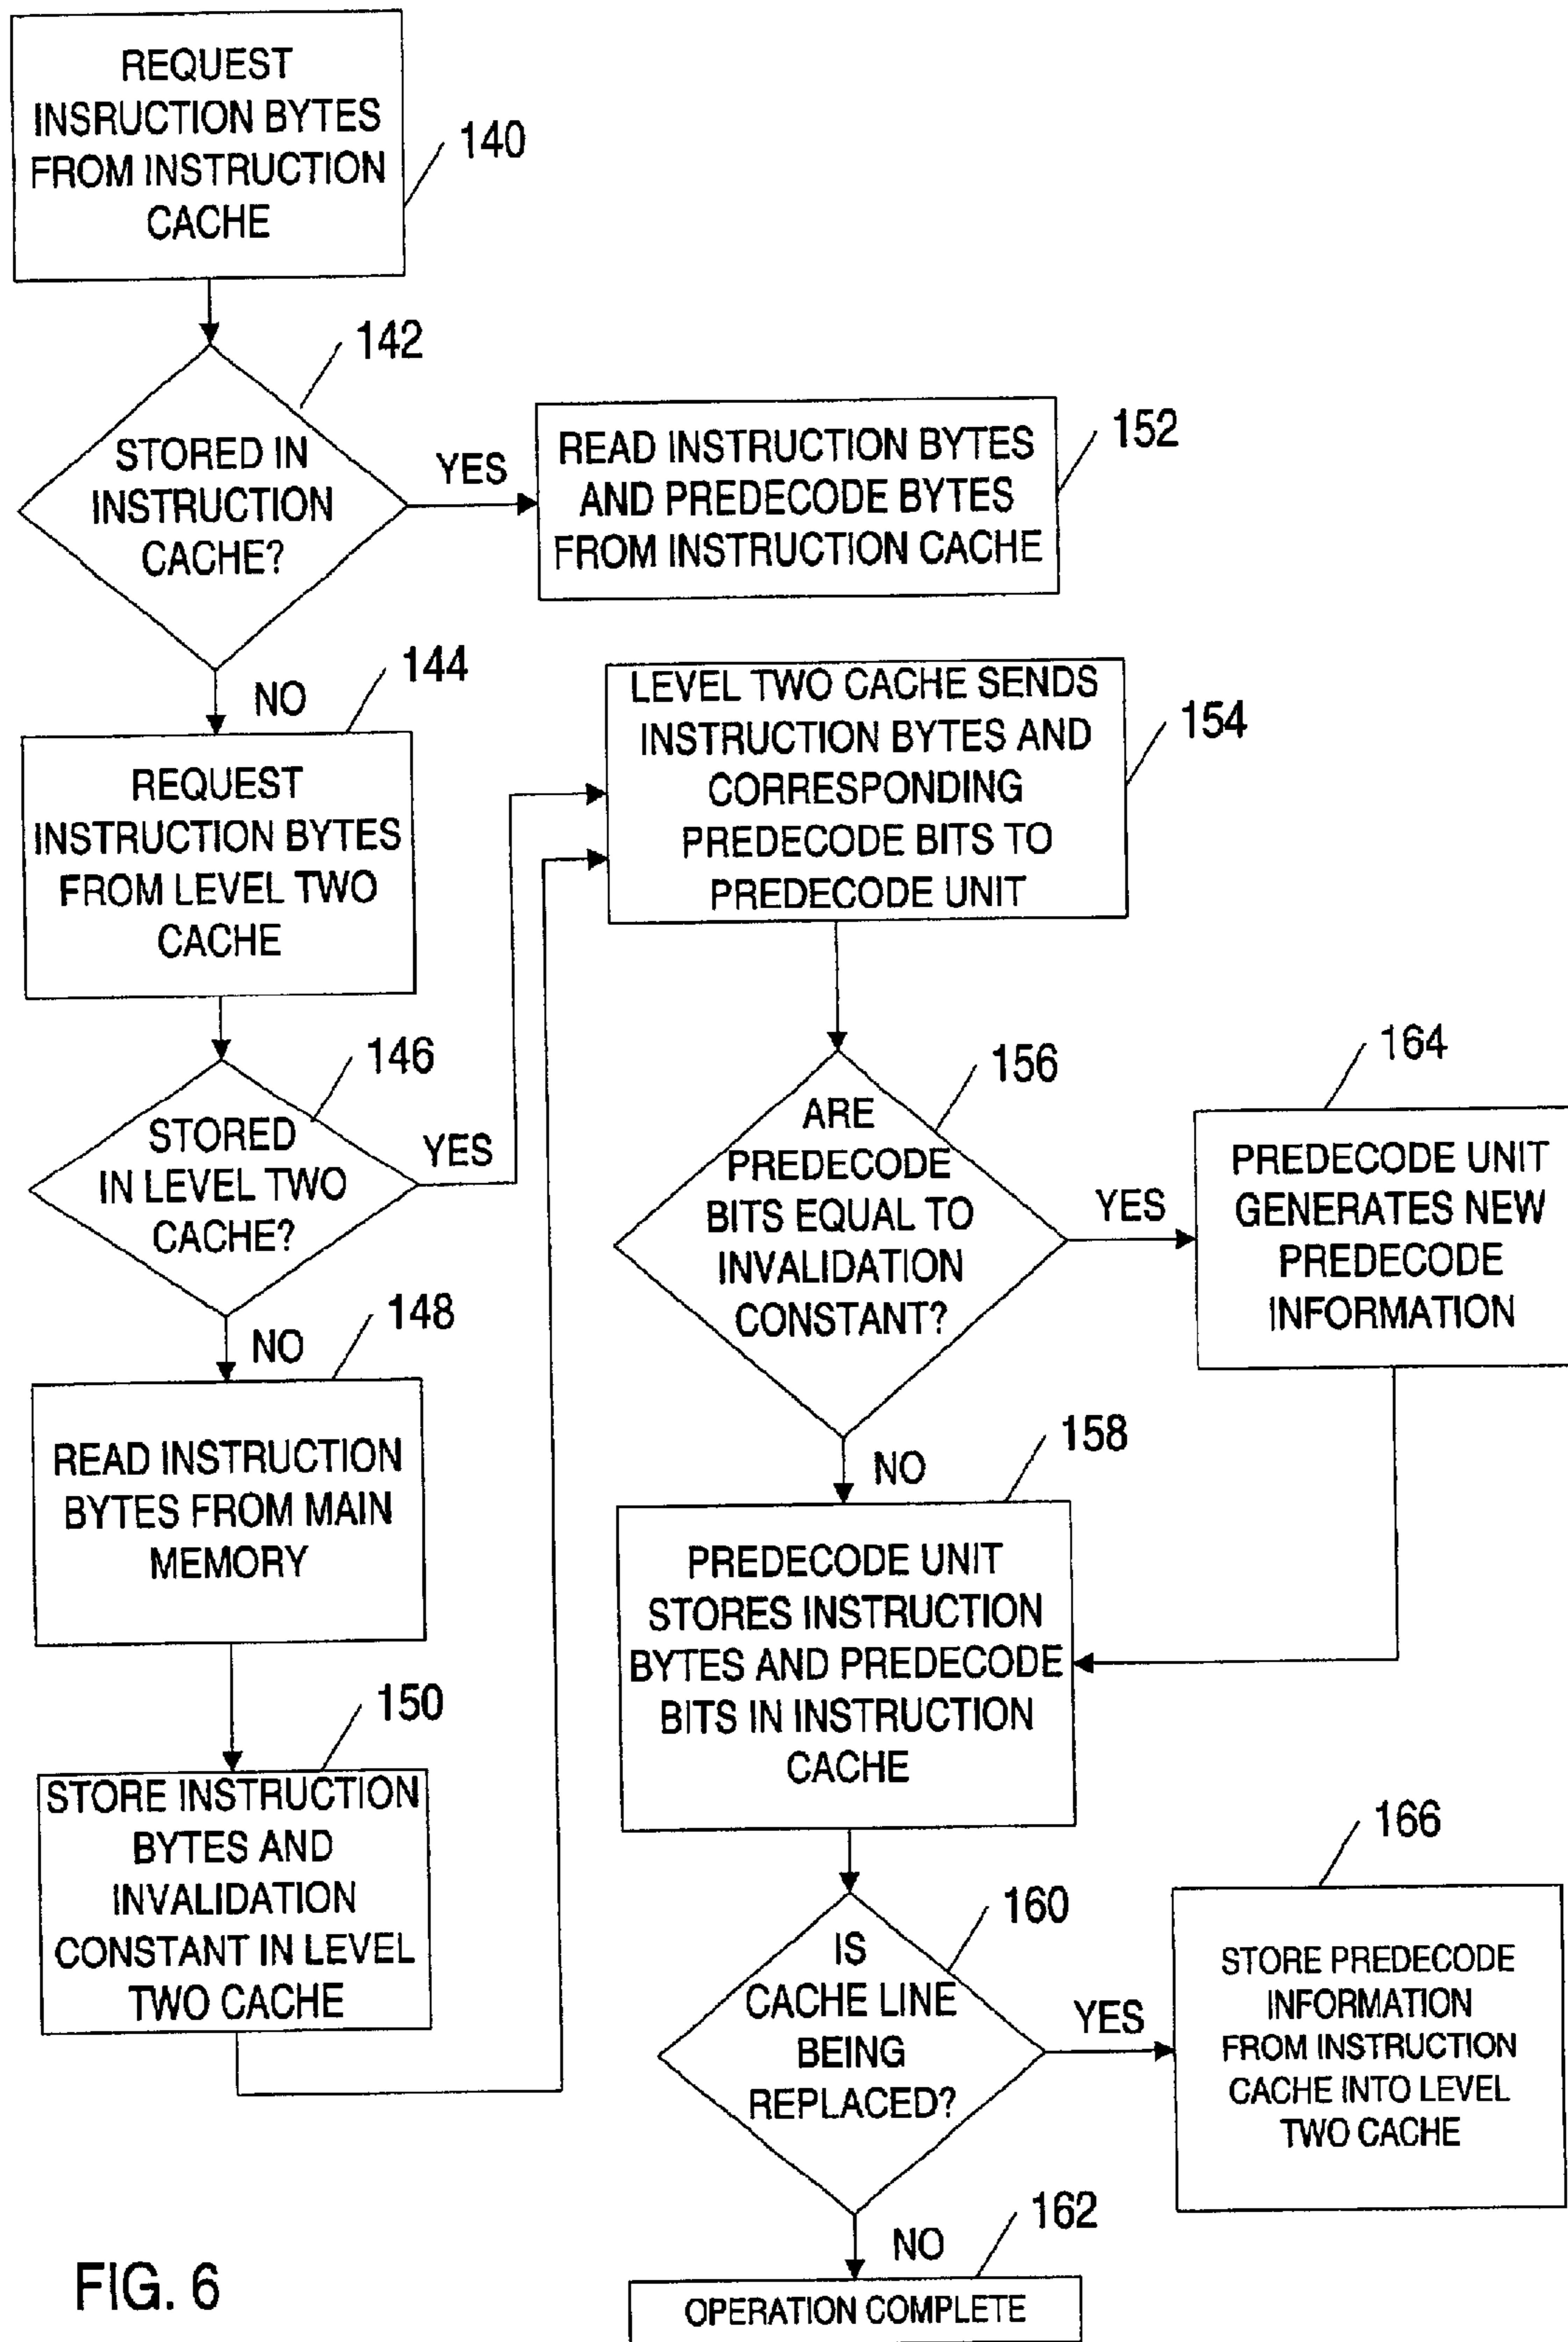 REQUEST
INSRUCTION BYTES
FROM INSTRUCTION
CACHE
140
142
STORED IN
INSTRUCTION
CACHE?
YES
READ INSTRUCTION BYTES
AND PREDECODE BYTES
FROM INSTRUCTION CACHE
152
NO
144
REQUEST
INSTRUCTION BYTES
FROM LEVEL TWO
CACHE
146
STORED
IN LEVEL TWO
CACHE?
YES
NO
148
READ INSTRUCTION
BYTES FROM MAIN
MEMORY
150
STORE INSTRUCTION
BYTES AND
INVALIDATION
CONSTANT IN LEVEL
TWO CACHE
LEVEL TWO CACHE SENDS
INSTRUCTION BYTES AND
CORRESPONDING
PREDECODE BITS TO
PREDECODE UNIT
154
156
ARE
PREDECODE
BITS EQUAL TO
INVALIDATION
CONSTANT?
YES
164
PREDECODE UNIT
GENERATES NEW
PREDECODE
INFORMATION
NO
158
PREDECODE UNIT
STORES INSTRUCTION
BYTES AND PREDECODE
BITS IN INSTRUCTION
CACHE
160
IS
CACHE LINE
BEING
REPLACED?
YES
166
STORE PREDECODE
INFORMATION
FROM INSTRUCTION
CACHE INTO LEVEL
TWO CACHE
NO
162
OPERATION COMPLETE
FIG. 6